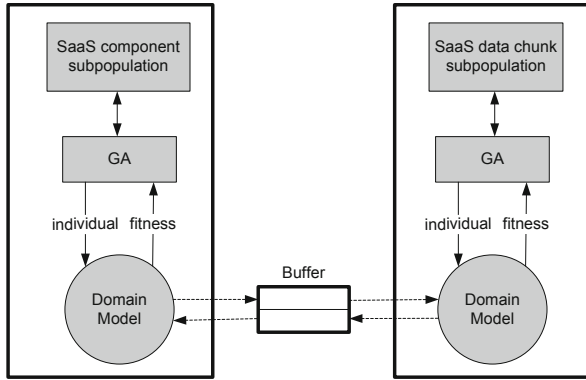 SaaS component
subpopulation
GA
individual fitness
Domain
Model
Buffer
SaaS data chunk
subpopulation
GA
individual fitness
Domain
Model